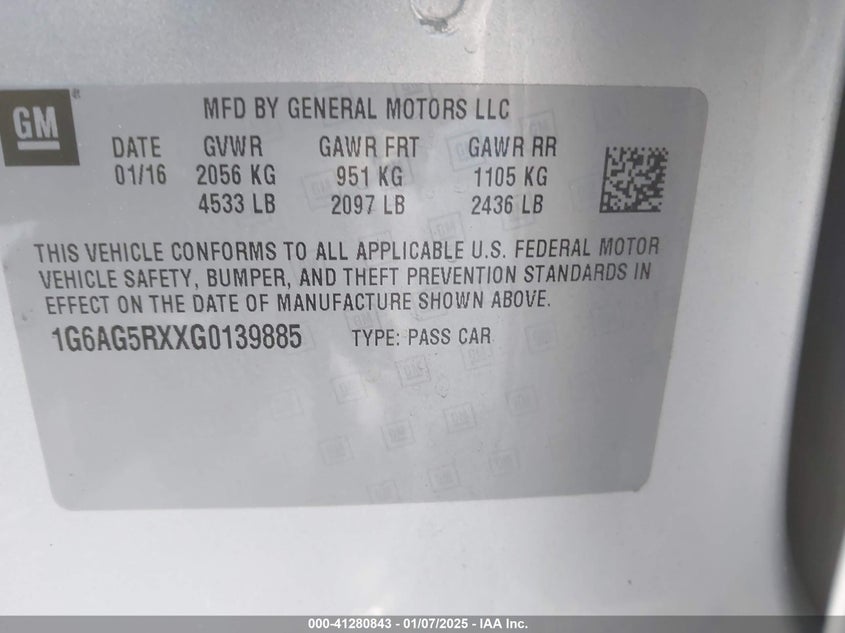 GM
MFD BY GENERAL MOTORS LLC
DATE GVWR GAWR FRT GAWR RR
01/16 2056 KG 951 KG 1105 KG
4533 LB 2097 LB 2436 LB
THIS VEHICLE CONFORMS TO ALL APPLICABLE U.S. FEDERAL MOTOR
VEHICLE SAFETY, BUMPER, AND THEFT PREVENTION STANDARDS IN
EFFECT ON THE DATE OF MANUFACTURE SHOWN ABOVE.
1G6AG5RXXG0139885 TYPE: PASS CAR
000-41280843 - 01/07/2025 - IAA Inc.